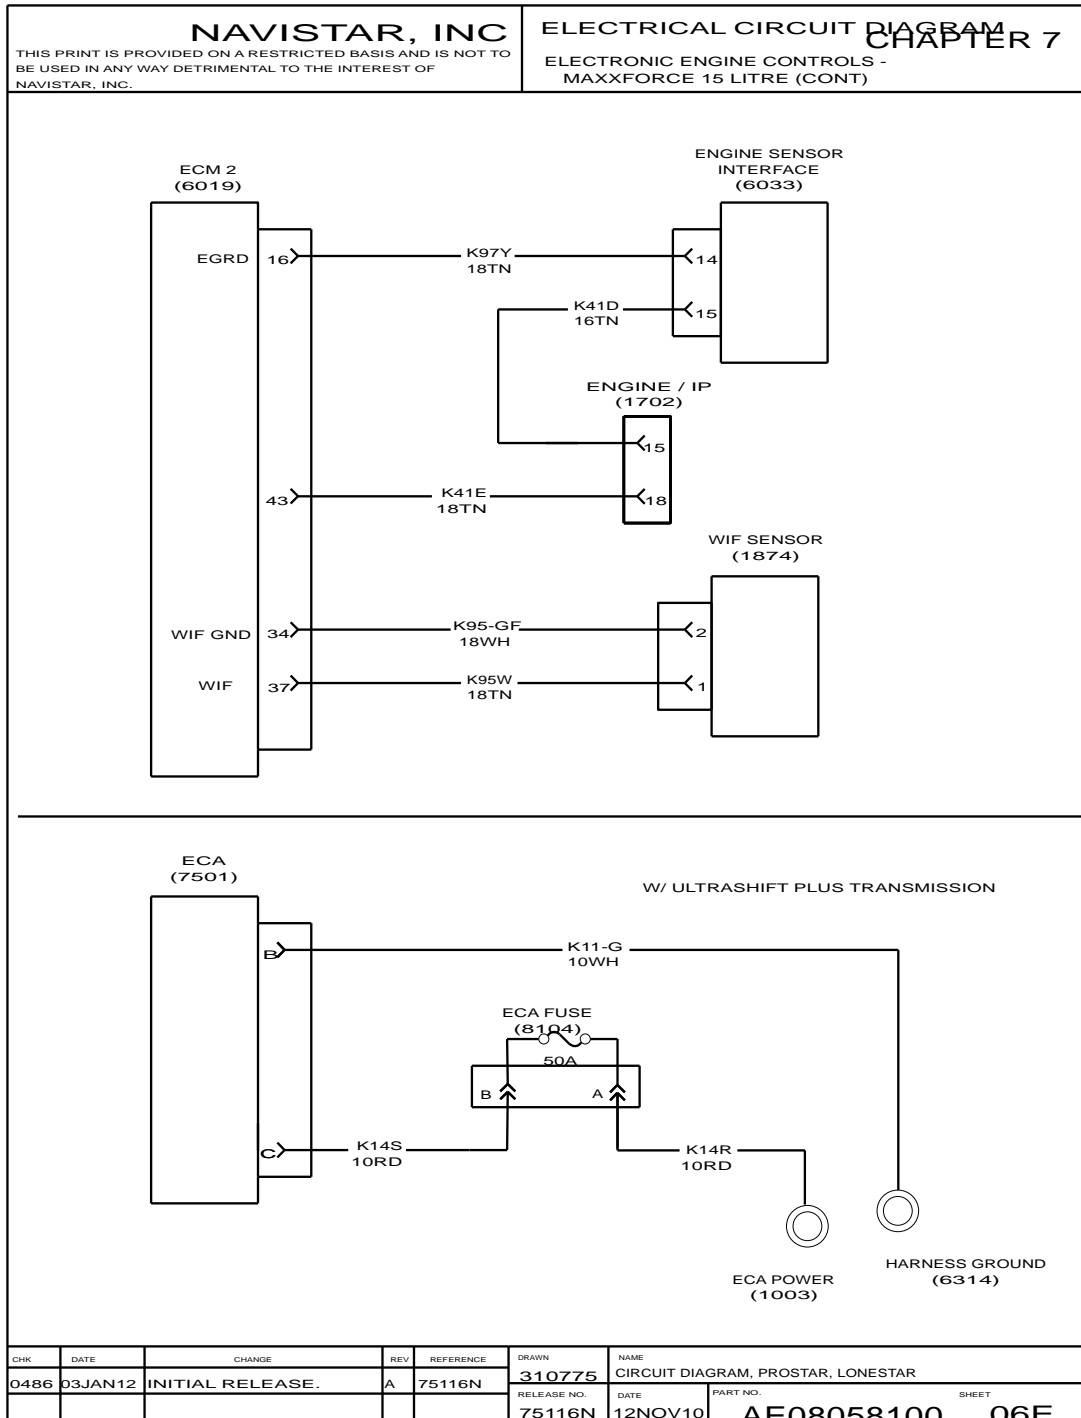 NAVISTAR, INC
THIS PRINT IS PROVIDED ON A RESTRICTED BASIS AND IS NOT TO
BE USED IN ANY WAY DETRIMENTAL TO THE INTEREST OF
NAVISTAR, INC.
ELECTRICAL CIRCUIT DIAGRAM
CHAPTER 7
ELECTRONIC ENGINE CONTROLS -
MAXXFORCE 15 LITRE (CONT)
ECM 2
(6019)
ENGINE SENSOR
INTERFACE
(6033)
EGRD 16
K97Y
18TN
14
K41D
16TN
15
ENGINE / IP
(1702)
15
43
K41E
18TN
18
WIF SENSOR
(1874)
WIF GND 34
K95-GF
18WH
2
WIF 37
K95W
18TN
1
ECA
(7501)
W/ ULTRASHIFT PLUS TRANSMISSION
B
K11-G
10WH
ECA FUSE
(8104)
50A
B
A
C
K14S
10RD
K14R
10RD
HARNESS GROUND
(6314)
ECA POWER
(1003)
CHK DATE CHANGE REV REFERENCE
0486 03JAN12 INITIAL RELEASE. A 75116N
DRAWN
310775
NAME
CIRCUIT DIAGRAM, PROSTAR, LONESTAR
RELEASE NO.
75116N
DATE
12NOV10
PART NO.
AE08058100
SHEET
06E